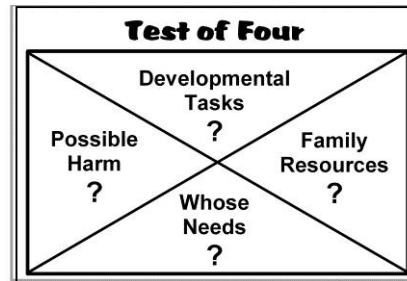 Test of Four
Developmental
Tasks
?
Possible
Harm
?
Family
Resources
?
Whose
Needs
?